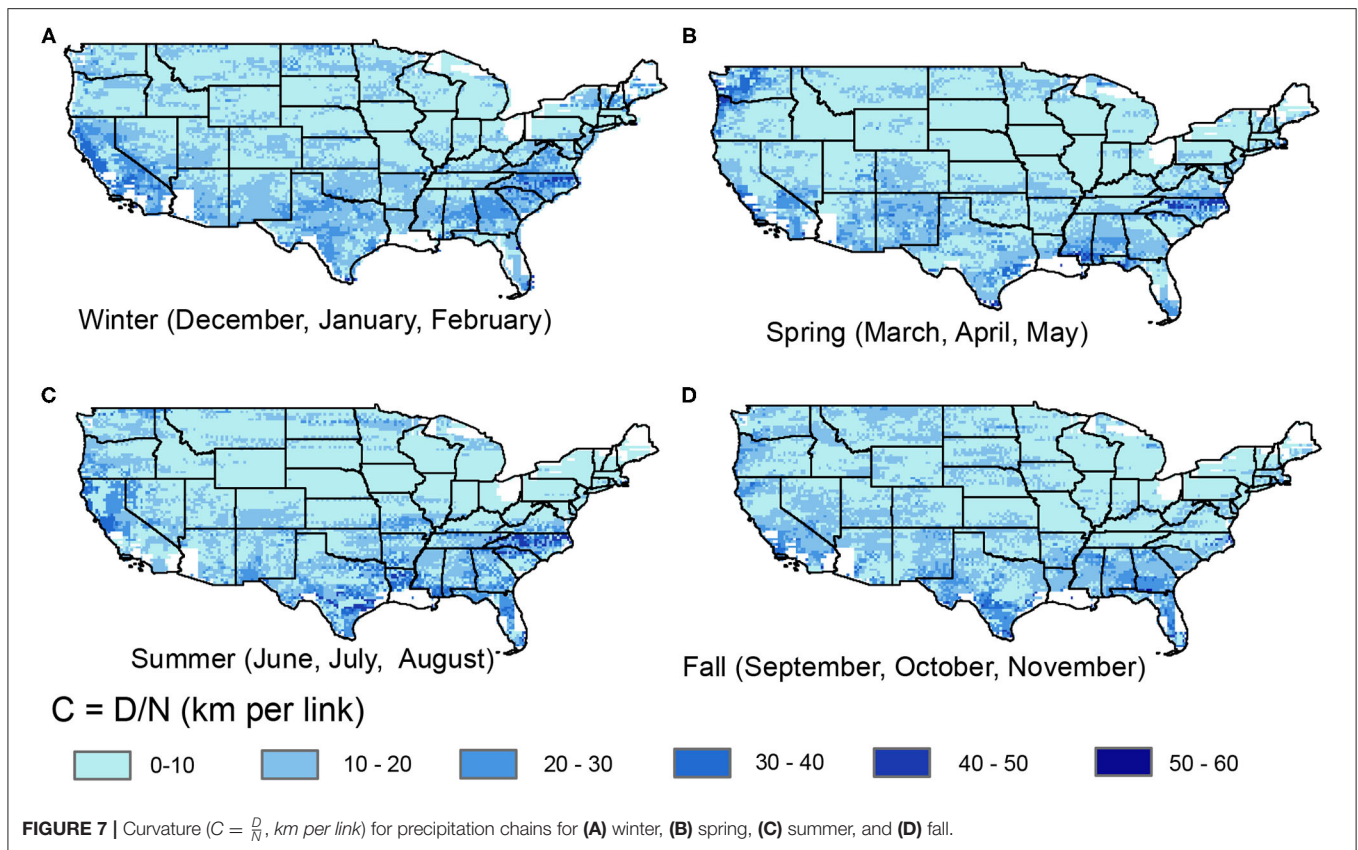 A
B
Winter (December, January, February)
Spring (March, April, May)
C
D
Summer (June, July, August)
Fall (September, October, November)
C = D/N (km per link)
0-10
10 - 20
20 - 30
30 - 40
40 - 50
50 - 60
FIGURE 7 | Curvature (C = D/N, km per link) for precipitation chains for (A) winter, (B) spring, (C) summer, and (D) fall.